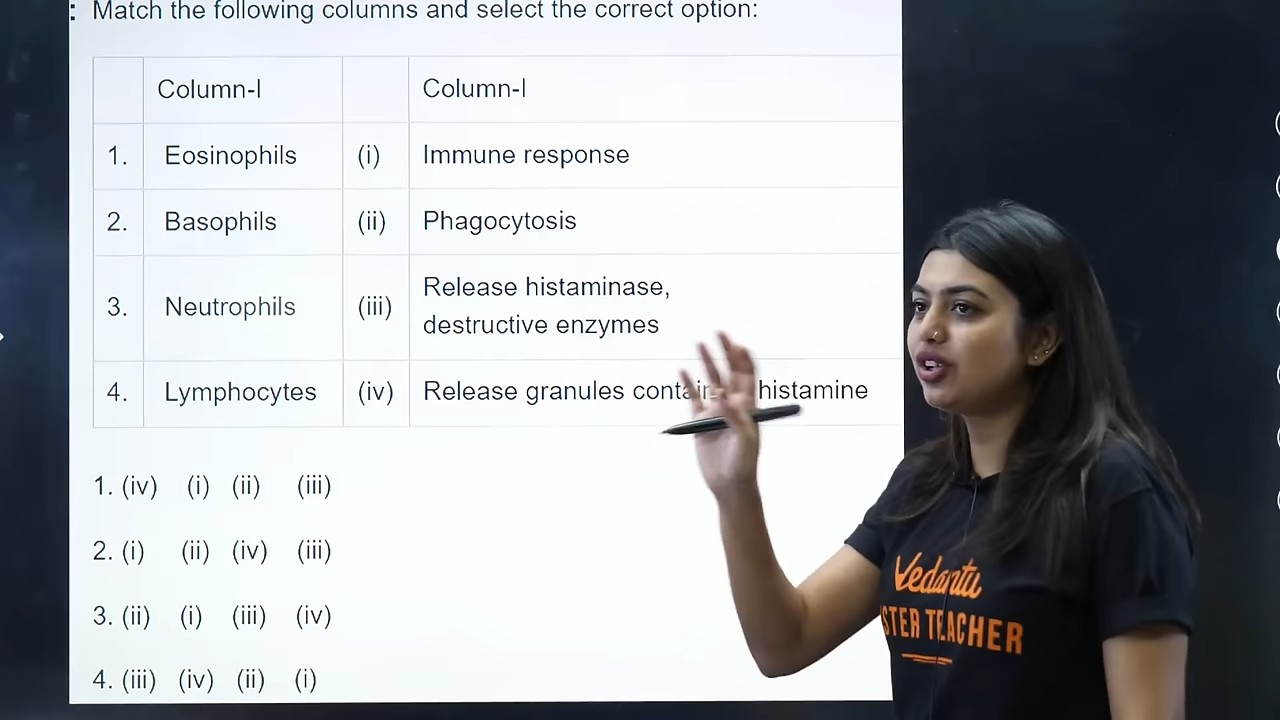 : Match the following columns and select the correct option:
Column-I Column-I
1. Eosinophils (i) Immune response
2. Basophils (ii) Phagocytosis
3. Neutrophils (iii) Release histaminase,
destructive enzymes
4. Lymphocytes (iv) Release granules histamine
1. (iv) (i) (ii) (iii)
2. (i) (ii) (iv) (iii)
3. (ii) (i) (iii) (iv)
4. (iii) (iv) (ii) (i)
Vedantu
TEACHER